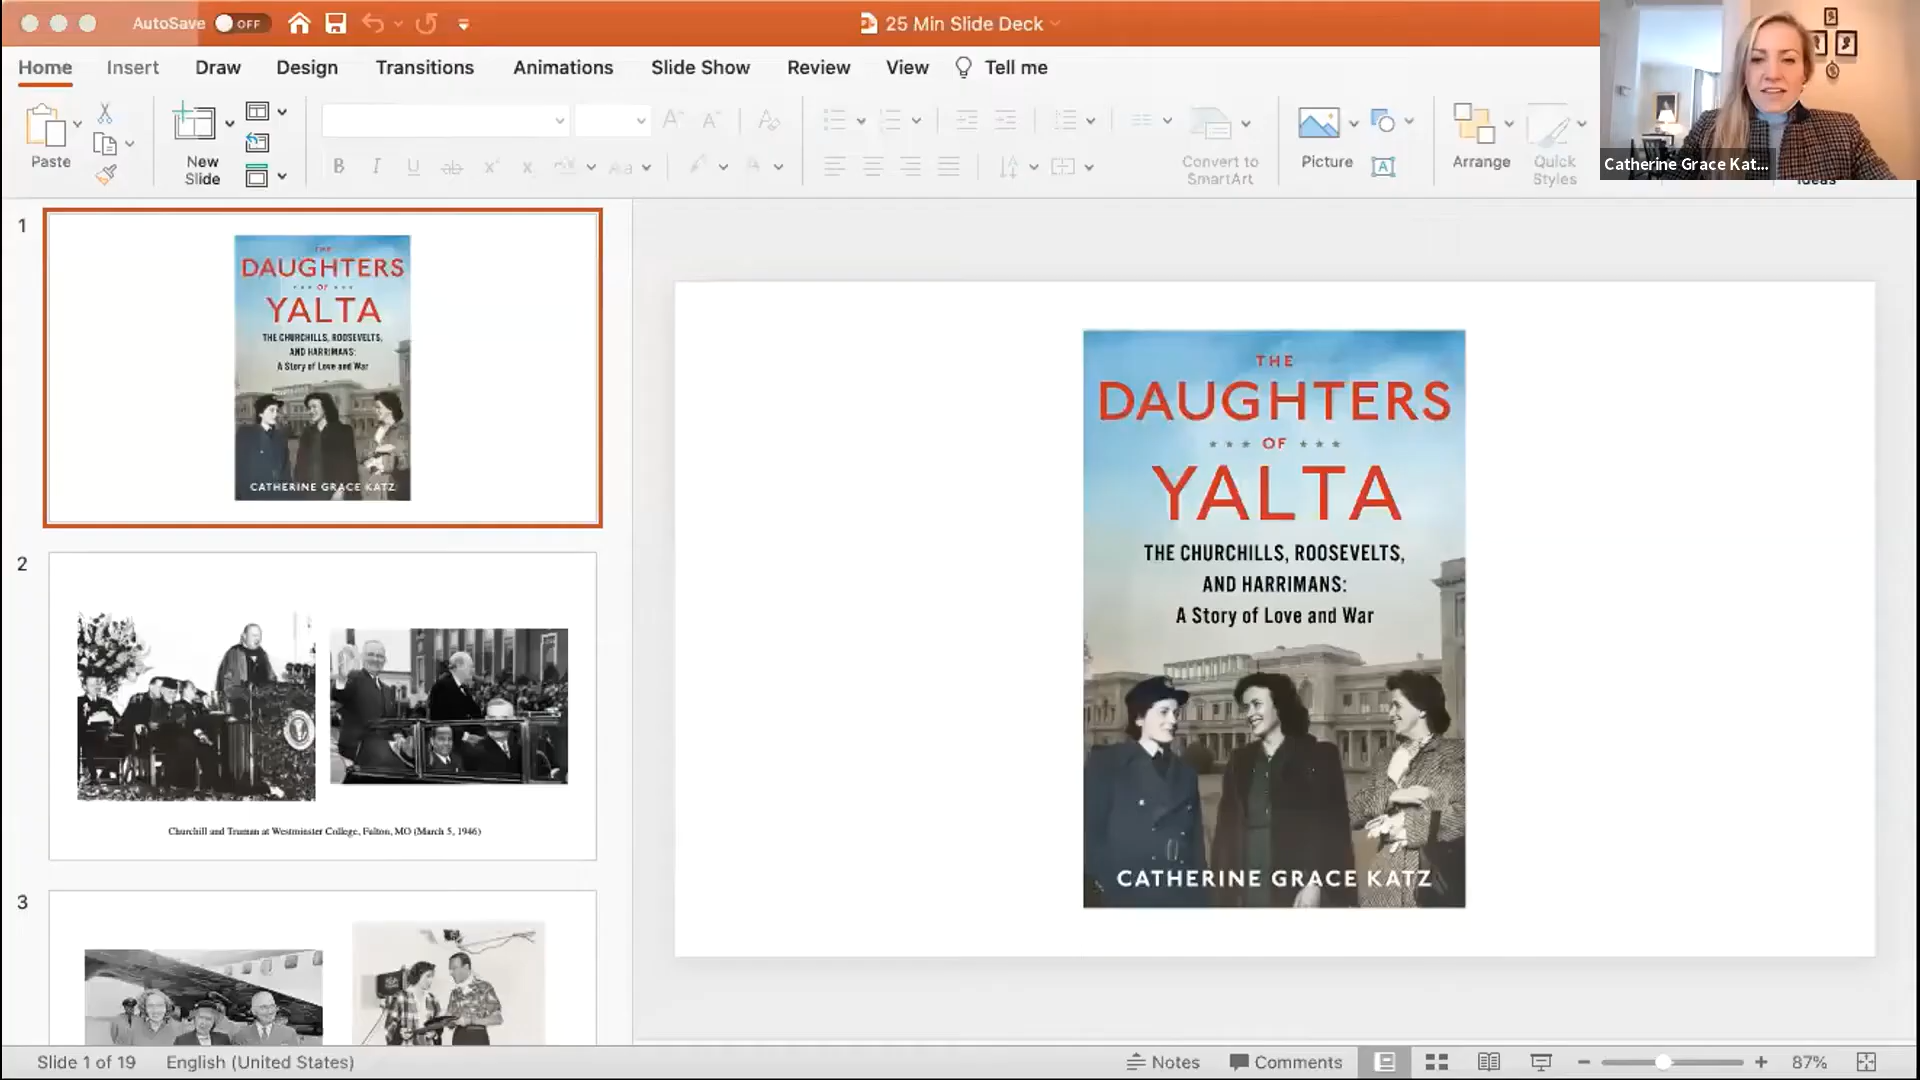 AutoSave OFF
25 Min Slide Deck
Home Insert Draw Design Transitions Animations Slide Show Review View Tell me
Paste
New
Slide
B I U ab x x Aa A
Convert to
SmartArt
Picture
Arrange
Quick
Styles
Ideas
Catherine Grace Kat...
1
THE
DAUGHTERS
OF
YALTA
THE CHURCHILLS, ROOSEVELTS,
AND HARRIMANS:
A Story of Love and War
CATHERINE GRACE KATZ
2
Churchill and Truman at Westminster College, Fulton, MO (March 5, 1946)
3
THE
DAUGHTERS
OF
YALTA
THE CHURCHILLS, ROOSEVELTS,
AND HARRIMANS:
A Story of Love and War
CATHERINE GRACE KATZ
Slide 1 of 19 English (United States) Notes Comments 87%